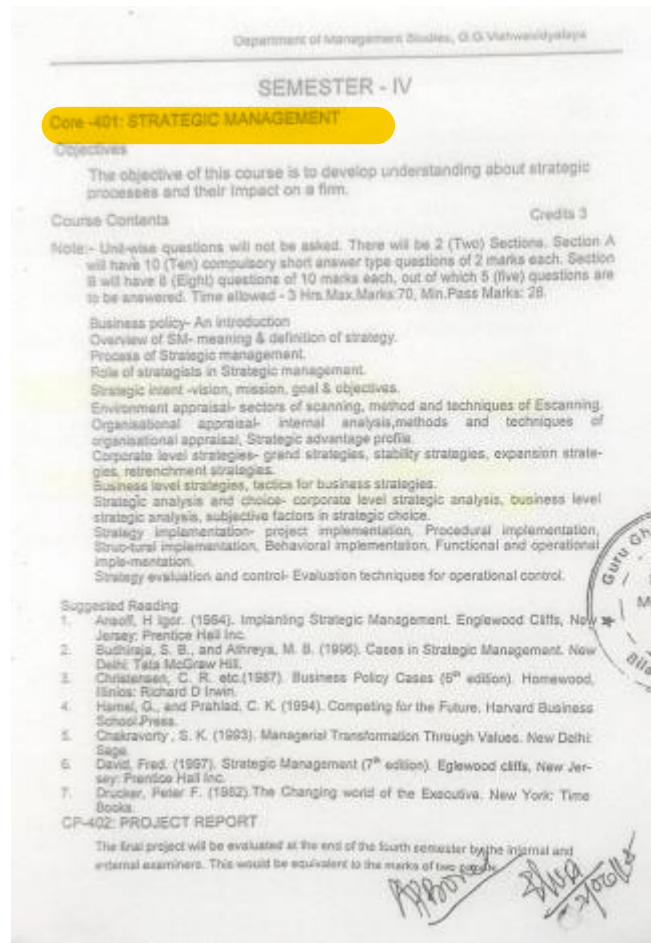 Department of Management Studies, G.G.Vishwavidyalaya
SEMESTER - IV
Core -401: STRATEGIC MANAGEMENT
Objectives
The objective of this course is to develop understanding about strategic
processes and their impact on a firm.
Course Contents Credits 3
Note:- Unit-wise questions will not be asked. There will be 2 (Two) Sections. Section A
will have 10 (Ten) compulsory short answer type questions of 2 marks each. Section
B will have 8 (Eight) questions of 10 marks each, out of which 5 (five) questions are
to be answered. Time allowed - 3 Hrs.Max.Marks:70, Min.Pass Marks: 28.
Business policy- An introduction
Overview of SM- meaning & definition of strategy.
Process of Strategic management.
Role of strategists in Strategic management.
Strategic intent -vision, mission, goal & objectives.
Environment appraisal- sectors of scanning, method and techniques of Escanning.
Organisational appraisal- internal analysis,methods and techniques of
organisational appraisal, Strategic advantage profile.
Corporate level strategies- grand strategies, stability strategies, expansion strate-
gies, retrenchment strategies.
Business level strategies, tactics for business strategies.
Strategic analysis and choice- corporate level strategic analysis, business level
strategic analysis, subjective factors in strategic choice.
Strategy implementation- project implementation, Procedural implementation,
Struc-tural implementation, Behavioral implementation, Functional and operational
imple-mentation.
Strategy evaluation and control- Evaluation techniques for operational control.
Suggested Reading
1. Ansoff, H Igor. (1984). Implanting Strategic Management. Englewood Cliffs, New
Jersey: Prentice Hall Inc.
2. Budhiraja, S. B., and Athreya, M. B. (1996). Cases in Strategic Management. New
Delhi: Tata McGraw Hill.
3. Christensen, C. R. etc.(1987). Business Policy Cases (6th edition). Homewood,
Illinios: Richard D Irwin.
4. Hamel, G., and Prahlad, C. K. (1994). Competing for the Future. Harvard Business
School Press.
5. Chakravorty , S. K. (1993). Managerial Transformation Through Values. New Delhi:
Sage.
6. David, Fred. (1997). Strategic Management (7th edition). Eglewood cliffs, New Jer-
sey: Prentice Hall Inc.
7. Drucker, Peter F. (1982).The Changing world of the Executive. New York: Time
Books.
CP-402: PROJECT REPORT
The final project will be evaluated at the end of the fourth semester by the internal and
external examiners. This would be equivalent to the marks of two
Approved
Guru Gh